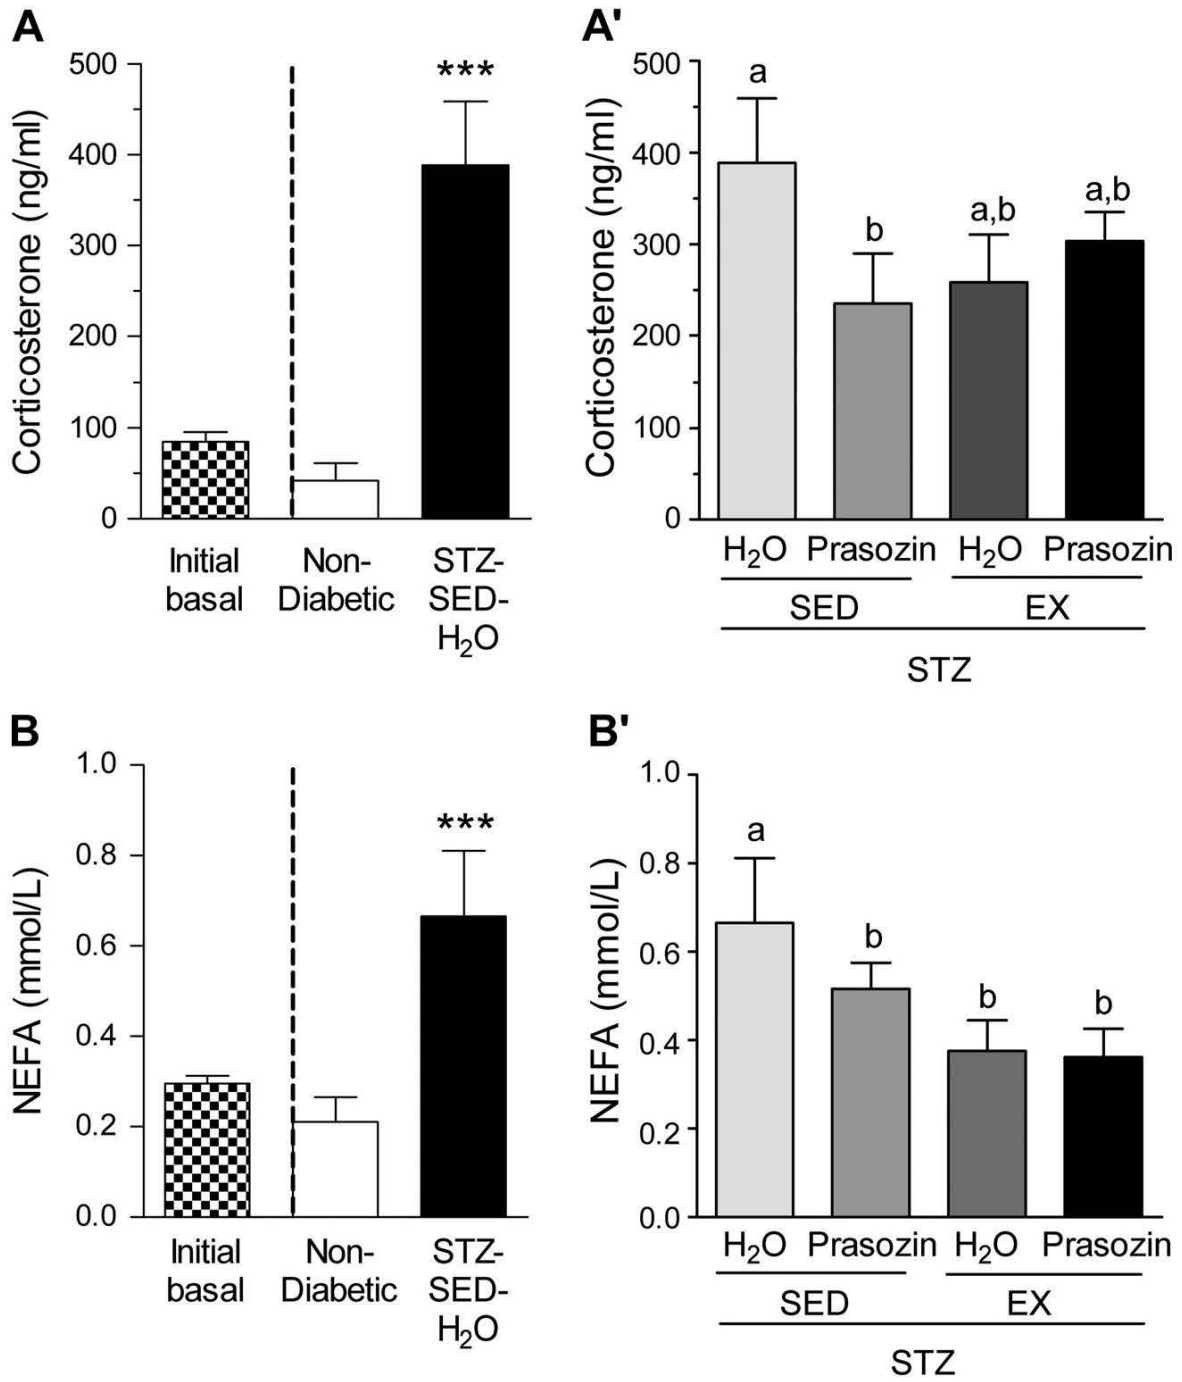 A
Corticosterone (ng/ml)
500
400
300
200
100
0
***
Initial
basal
Non-
Diabetic
STZ-
SED-
H₂O
A'
Corticosterone (ng/ml)
500
400
300
200
100
0
a
b
a,b
a,b
H₂O Prasozin H₂O Prasozin
SED EX
STZ
B
NEFA (mmol/L)
1.0
0.8
0.6
0.4
0.2
0.0
***
Initial
basal
Non-
Diabetic
STZ-
SED-
H₂O
B'
NEFA (mmol/L)
1.0
0.8
0.6
0.4
0.2
0.0
a
b
b
b
H₂O Prasozin H₂O Prasozin
SED EX
STZ